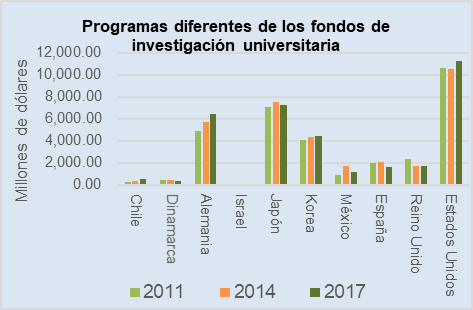 Programas diferentes de los fondos de
investigación universitaria
Millones de dólares
12,000.00
10,000.00
8,000.00
6,000.00
4,000.00
2,000.00
0.00
Chile
Dinamarca
Alemania
Israel
Japón
Korea
México
España
Reino Unido
Estados Unidos
2011
2014
2017